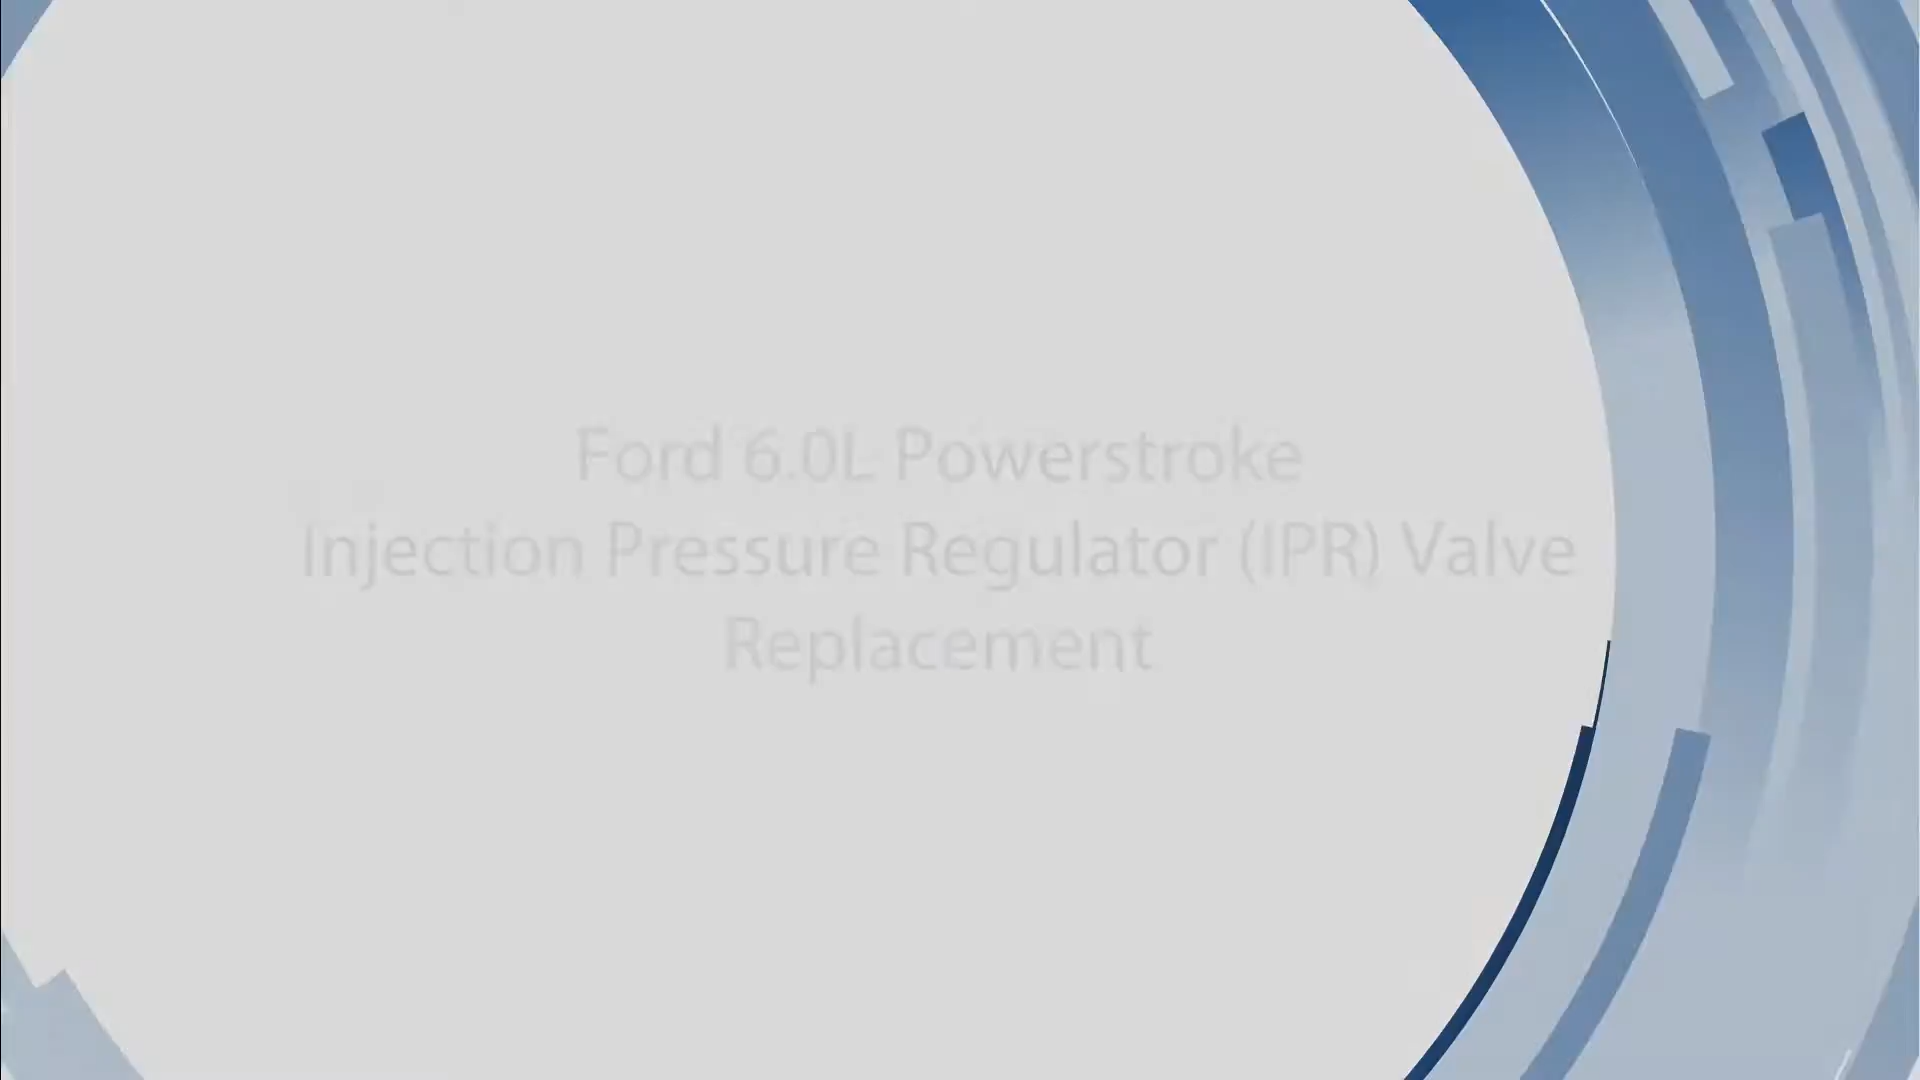 Ford 6.0L Powerstroke
Injection Pressure Regulator (IPR) Valve
Replacement